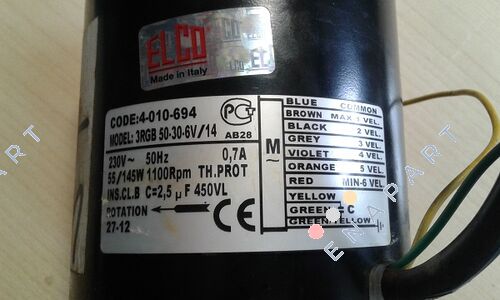 ELCO
Made in Italy
CODE:4-010-694
MODEL: 3RGB 50-30-6V/14
230V~ 50Hz 0,7A
55/145W 1100Rpm TH.PROT
INS.CL.B C=2,5 µF 450VL
ROTATION
27-12
PCT
AB28
CE
M~
BLUE COMMON
BROWN MAX 1 VEL.
BLACK 2 VEL.
GREY 3 VEL.
VIOLET 4 VEL.
ORANGE 5 VEL.
RED MIN-6 VEL.
YELLOW
GREEN C
GREEN/YELLOW